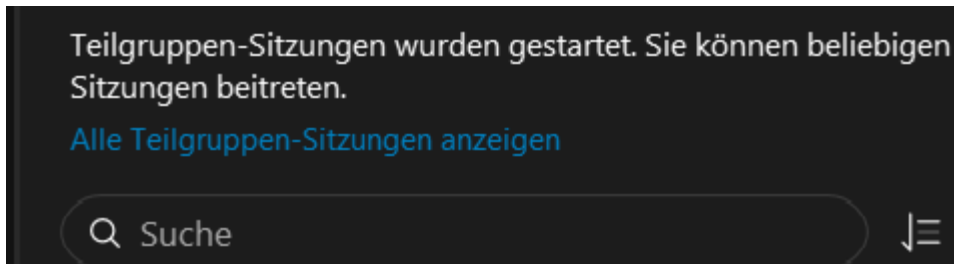 Teilgruppen-Sitzungen wurden gestartet. Sie können beliebigen
Sitzungen beitreten.
Alle Teilgruppen-Sitzungen anzeigen
Suche